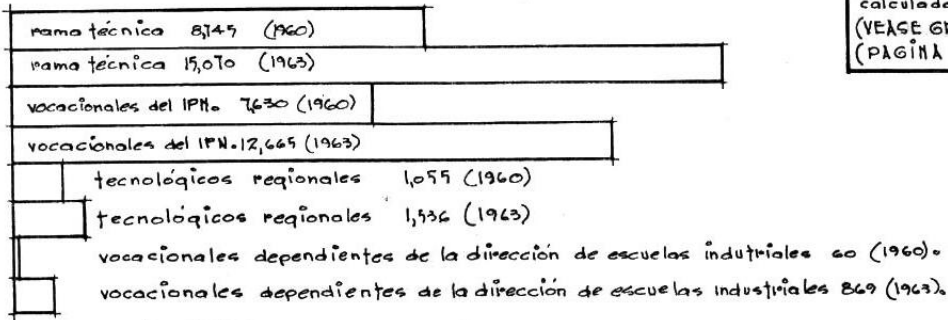 (VEASE
(PAGINA
rama técnica 8,745 (1960)
rama técnica 15,070 (1963)
vocacionales del IPN. 7,630 (1960)
vocacionales del IPN. 12,665 (1963)
tecnológicos regionales 1,055 (1960)
tecnológicos regionales 1,536 (1963)
vocacionales dependientes de la dirección de escuelas indutriales 60 (1960).
vocacionales dependientes de la dirección de escuelas industriales 869 (1963).